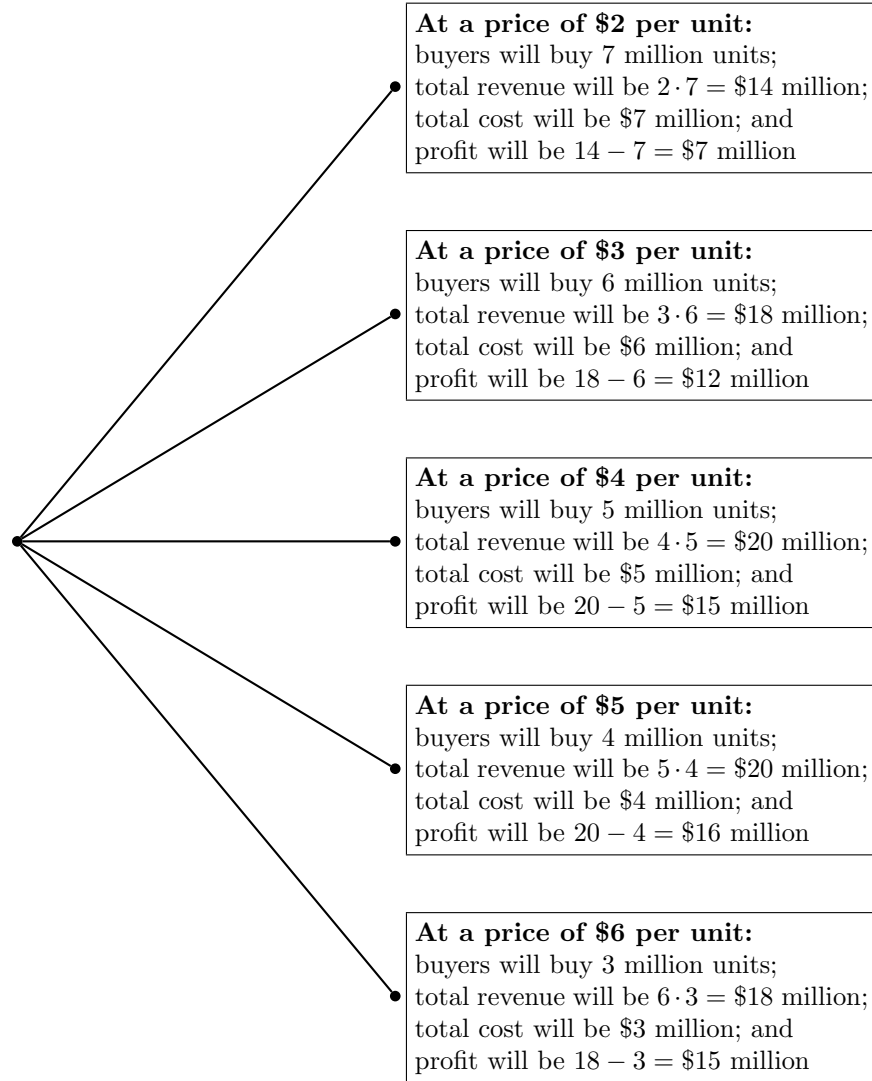 At a price of $2 per unit:
buyers will buy 7 million units;
total revenue will be 2 · 7 = $14 million;
total cost will be $7 million; and
profit will be 14 − 7 = $7 million
At a price of $3 per unit:
buyers will buy 6 million units;
total revenue will be 3 · 6 = $18 million;
total cost will be $6 million; and
profit will be 18 − 6 = $12 million
At a price of $4 per unit:
buyers will buy 5 million units;
total revenue will be 4 · 5 = $20 million;
total cost will be $5 million; and
profit will be 20 − 5 = $15 million
At a price of $5 per unit:
buyers will buy 4 million units;
total revenue will be 5 · 4 = $20 million;
total cost will be $4 million; and
profit will be 20 − 4 = $16 million
At a price of $6 per unit:
buyers will buy 3 million units;
total revenue will be 6 · 3 = $18 million;
total cost will be $3 million; and
profit will be 18 − 3 = $15 million